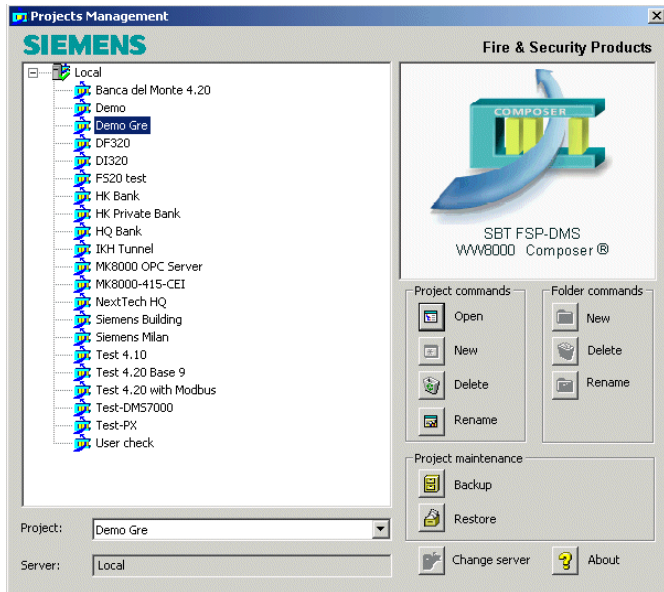 Projects Management
SIEMENS
Fire & Security Products
Local
Banca del Monte 4.20
Demo
Demo Gre
DF320
DI320
FS20 test
HK Bank
HK Private Bank
HQ Bank
IKH Tunnel
MK8000 OPC Server
MK8000-415-CEI
NextTech HQ
Siemens Building
Siemens Milan
Test 4.10
Test 4.20 Base 9
Test 4.20 with Modbus
Test-DMS7000
Test-PX
User check
COMPOSER
SBT FSP-DMS
WW8000 Composer ®
Project commands
Open
New
Delete
Rename
Folder commands
New
Delete
Rename
Project maintenance
Backup
Restore
Project:
Demo Gre
Server:
Local
Change server
About